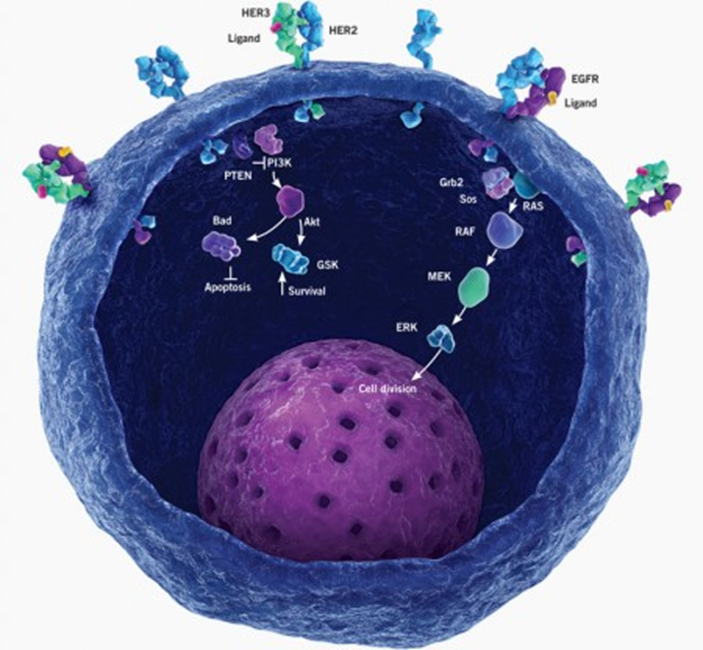 HER3
Ligand
HER2
EGFR
Ligand
PTEN
PI3K
Bad
Akt
Apoptosis
GSK
Survival
Grb2
Sos
RAS
RAF
MEK
ERK
Cell division